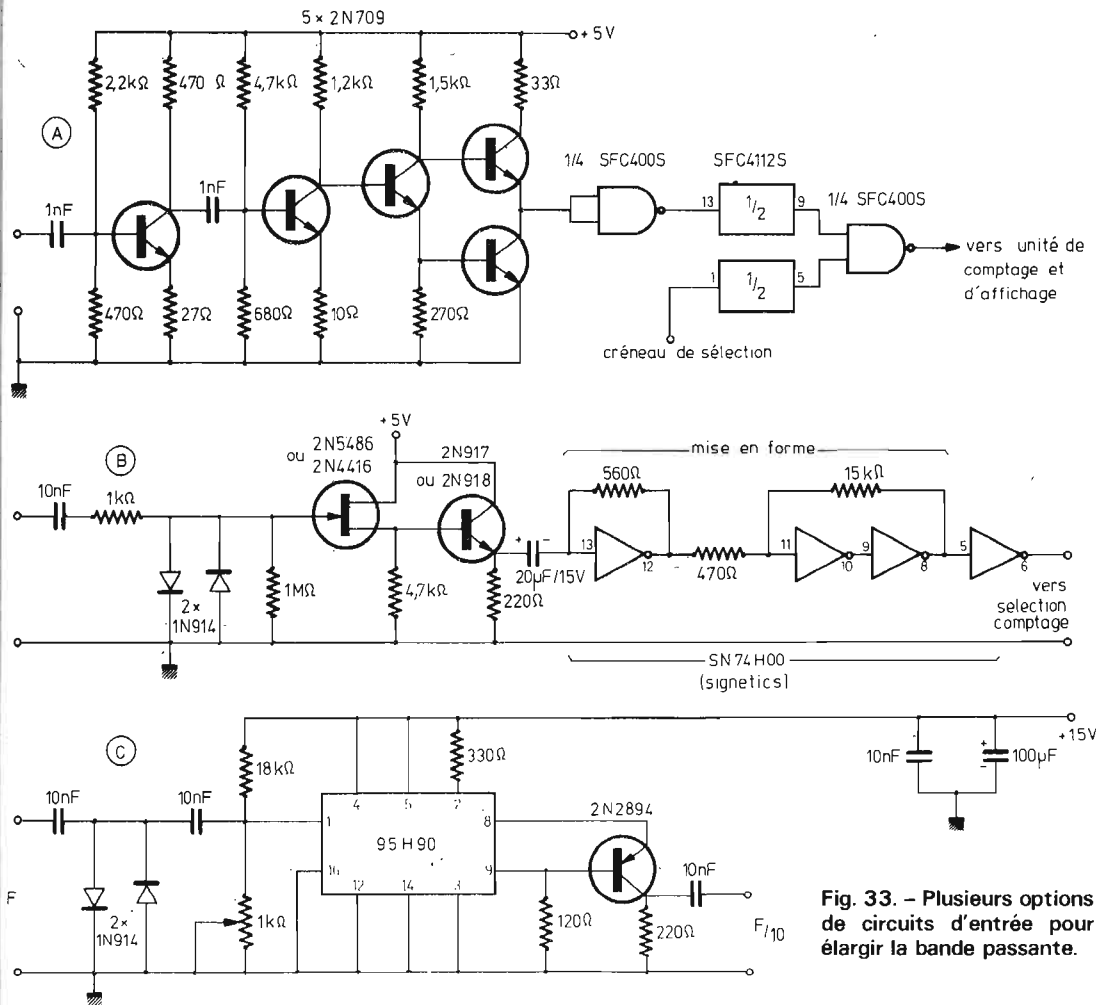 5 × 2N709
+ 5V
2,2kΩ
470 Ω
4,7kΩ
1,2kΩ
1,5kΩ
33Ω
A
1nF
1nF
1/4 SFC400S
SFC4112S
13
1/2
9
1/4 SFC400S
1
1/2
5
vers unité de
comptage et
d'affichage
créneau de sélection
470Ω
27Ω
680Ω
10Ω
270Ω
B
+5V
ou 2N5486
2N4416
2N917
ou 2N918
mise en forme
10nF
1kΩ
560Ω
15kΩ
+ −
20µF/15V
13
12
470Ω
11
10
9
8
5
6
2×
1N914
1MΩ
4,7kΩ
220Ω
vers
selection
comptage
SN74H00
(signetics)
C
18kΩ
330Ω
+15V
10nF
+
−
100µF
10nF
10nF
4
6
2
2N2894
1
95H90
8
16
9
12
14
3
10nF
F
2×
1N914
1kΩ
120Ω
220Ω
F/10
Fig. 33. – Plusieurs options
de circuits d'entrée pour
élargir la bande passante.